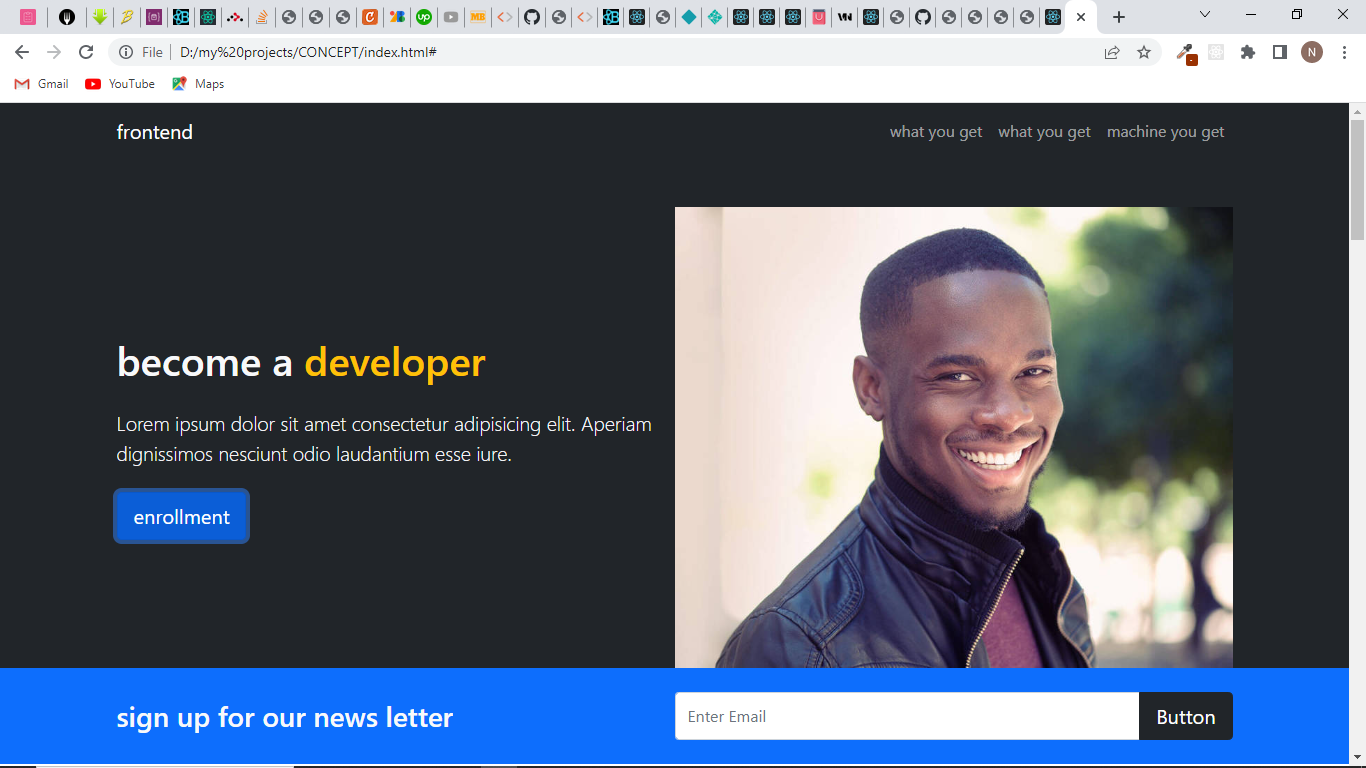 File D:/my%20projects/CONCEPT/index.html#
N
Gmail YouTube Maps
frontend what you get what you get machine you get
become a developer
Lorem ipsum dolor sit amet consectetur adipisicing elit. Aperiam
dignissimos nesciunt odio laudantium esse iure.
enrollment
sign up for our news letter Enter Email Button